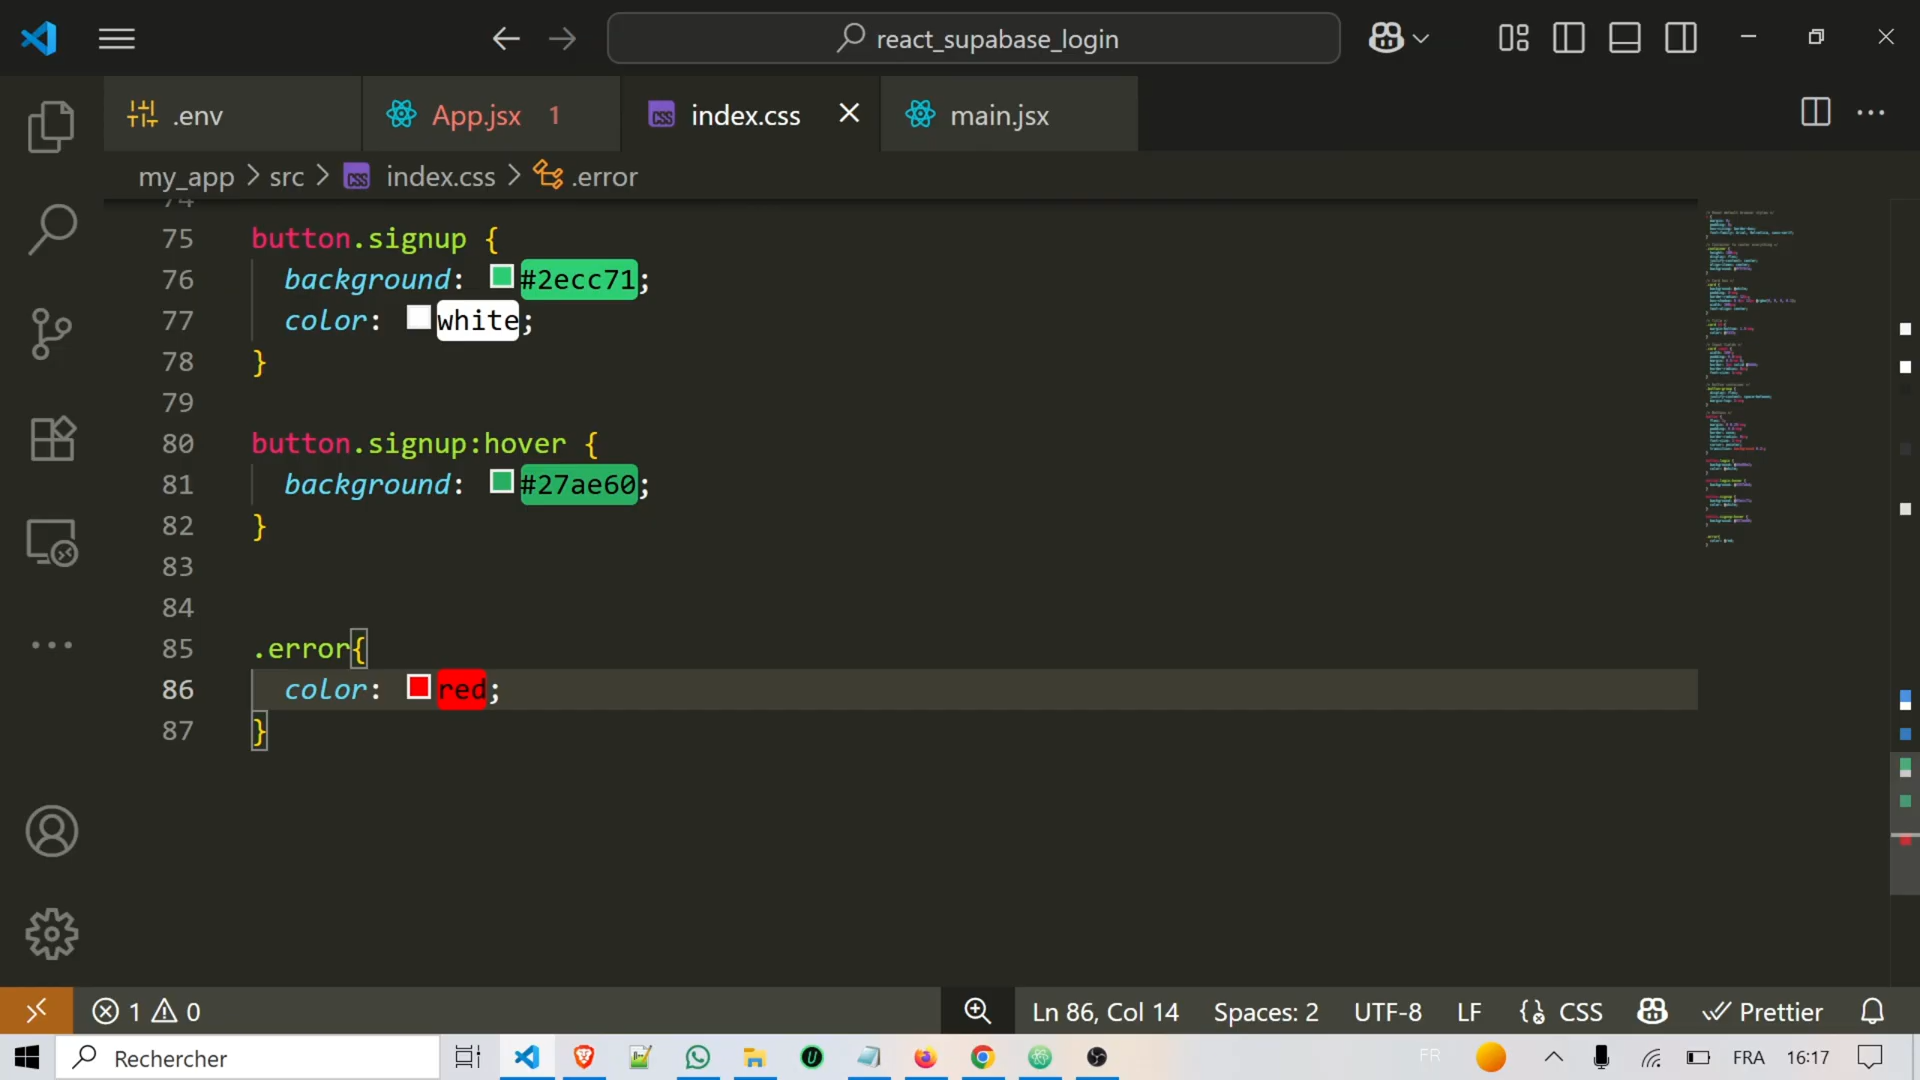 react_supabase_login
.env
App.jsx 1
index.css
main.jsx
my_app > src > index.css > .error
74
75 button.signup {
76 background: #2ecc71;
77 color: white;
78 }
79
80 button.signup:hover {
81 background: #27ae60;
82 }
83
84
85 .error{
86 color: red;
87 }
1 0
Ln 86, Col 14
Spaces: 2
UTF-8
LF
CSS
Prettier
Rechercher
FR
FRA
16:17